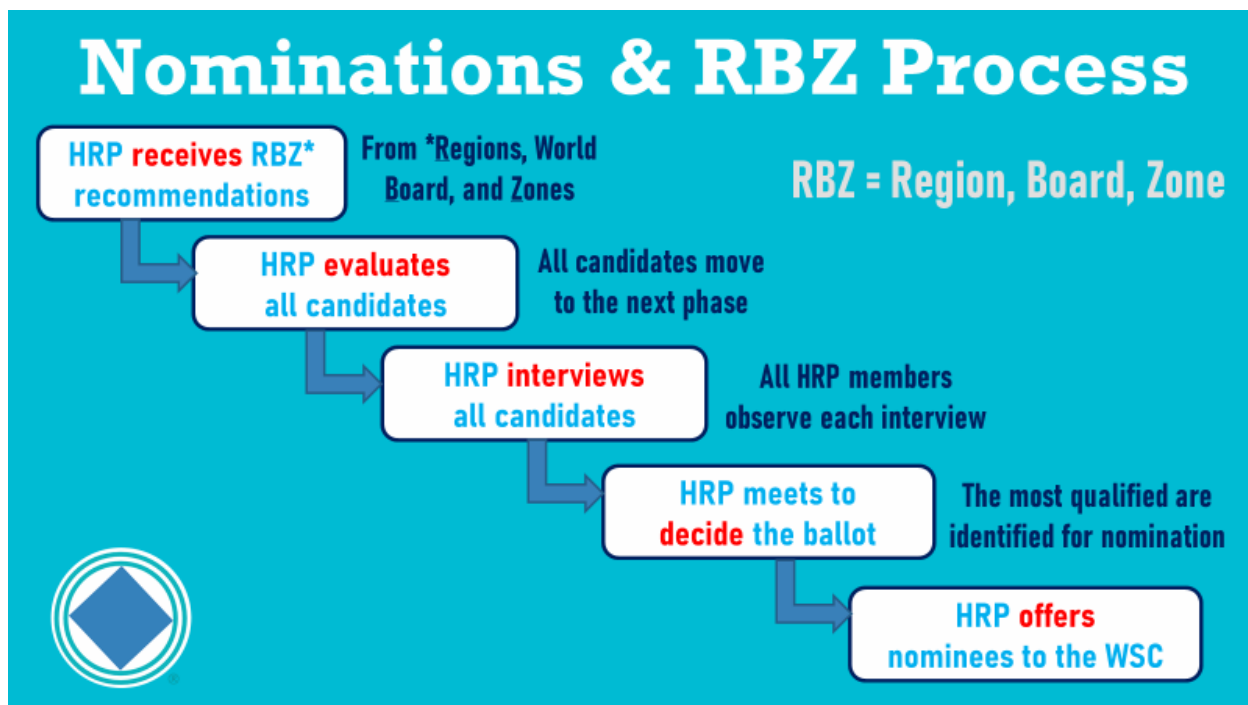 Nominations & RBZ Process
HRP receives RBZ*
recommendations
From *Regions, World
Board, and Zones
RBZ = Region, Board, Zone
HRP evaluates
all candidates
All candidates move
to the next phase
HRP interviews
all candidates
All HRP members
observe each interview
HRP meets to
decide the ballot
The most qualified are
identified for nomination
HRP offers
nominees to the WSC
®